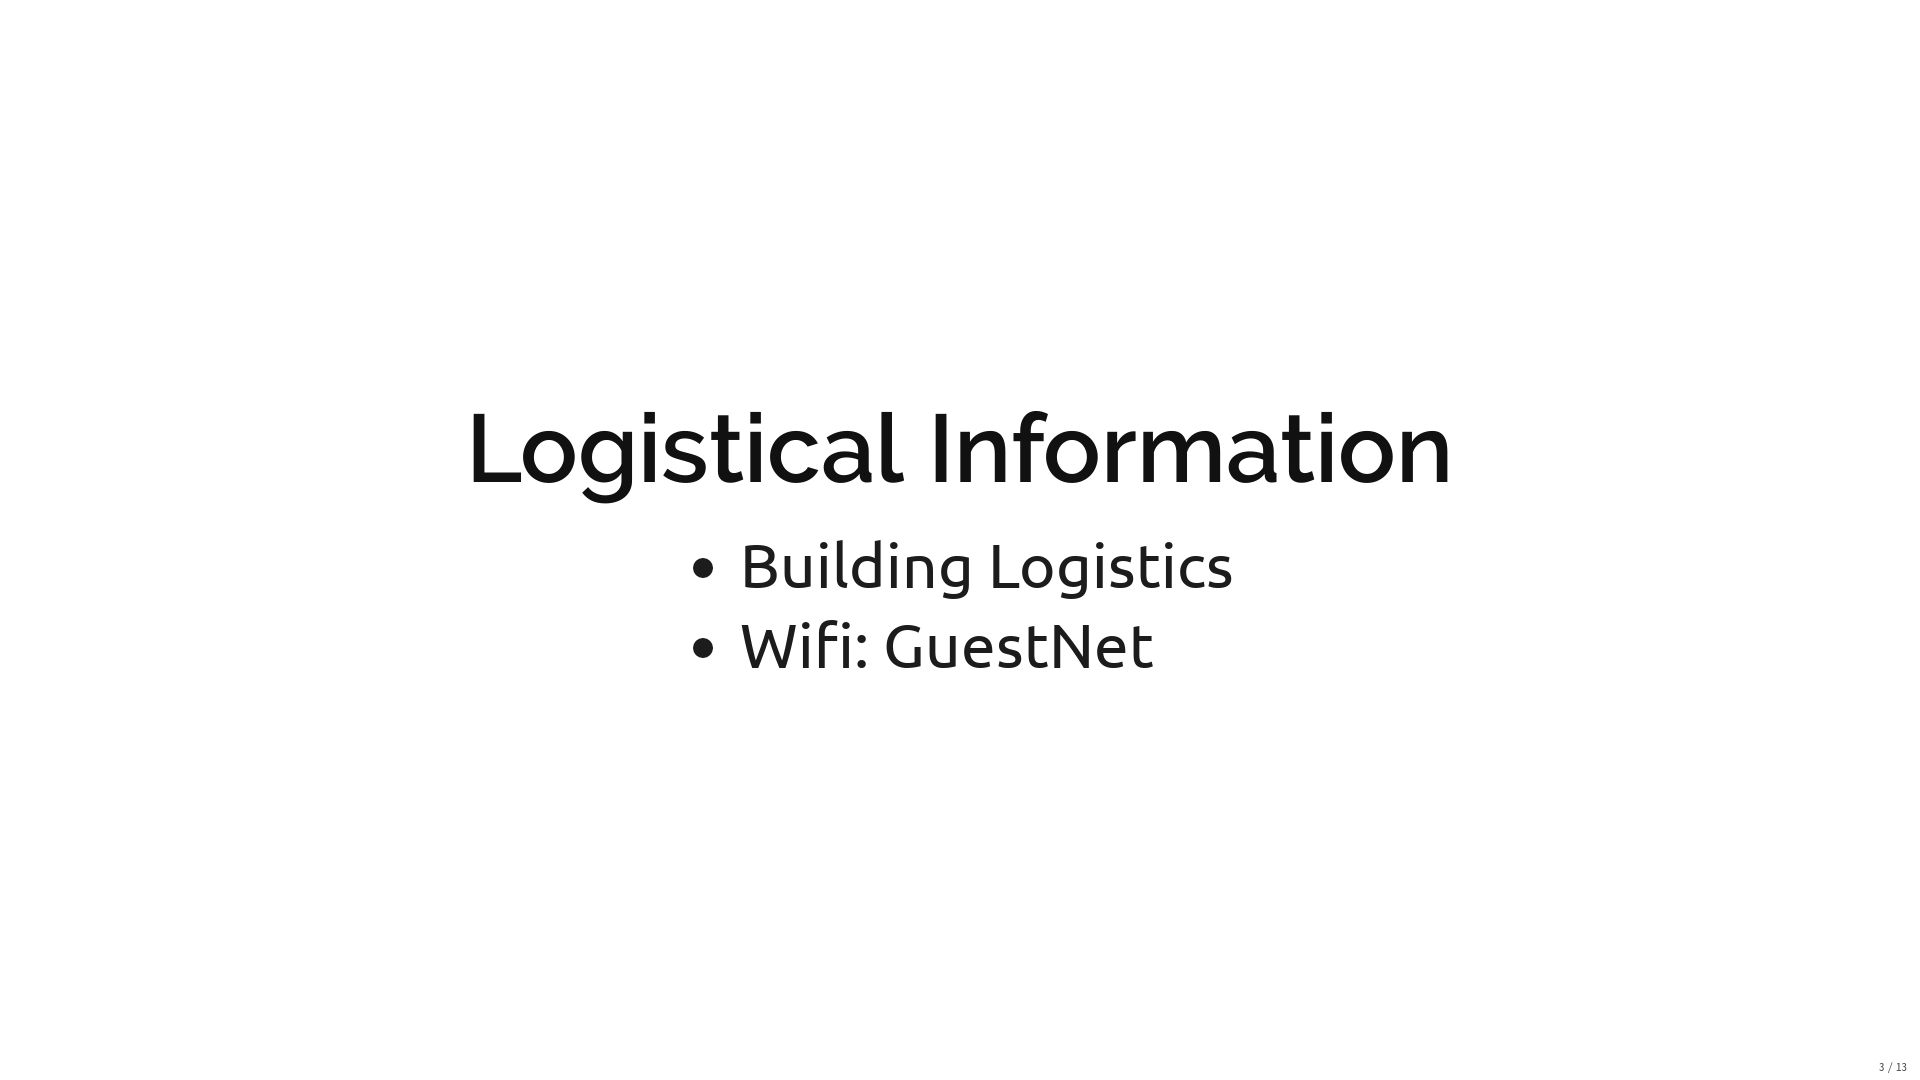 Logistical Information
• Building Logistics
• Wifi: GuestNet
3 / 13